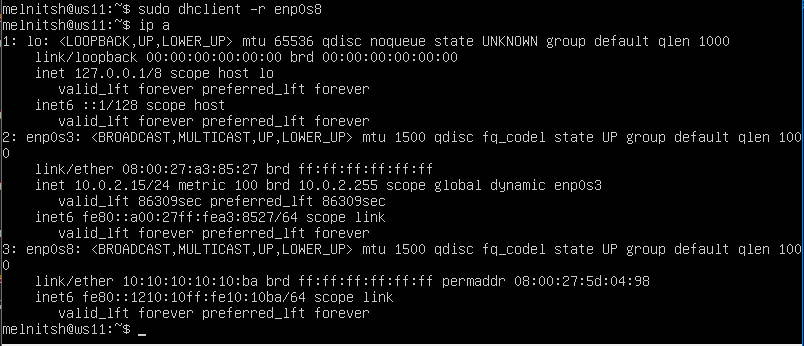 melnitsh@ws11:~$ sudo dhclient -r enp0s8
melnitsh@ws11:~$ ip a
1: lo: <LOOPBACK,UP,LOWER_UP> mtu 65536 qdisc noqueue state UNKNOWN group default qlen 1000
    link/loopback 00:00:00:00:00:00 brd 00:00:00:00:00:00
    inet 127.0.0.1/8 scope host lo
       valid_lft forever preferred_lft forever
    inet6 ::1/128 scope host
       valid_lft forever preferred_lft forever
2: enp0s3: <BROADCAST,MULTICAST,UP,LOWER_UP> mtu 1500 qdisc fq_codel state UP group default qlen 100
0
    link/ether 08:00:27:a3:85:27 brd ff:ff:ff:ff:ff:ff
    inet 10.0.2.15/24 metric 100 brd 10.0.2.255 scope global dynamic enp0s3
       valid_lft 86309sec preferred_lft 86309sec
    inet6 fe80::a00:27ff:fea3:8527/64 scope link
       valid_lft forever preferred_lft forever
3: enp0s8: <BROADCAST,MULTICAST,UP,LOWER_UP> mtu 1500 qdisc fq_codel state UP group default qlen 100
0
    link/ether 10:10:10:10:10:ba brd ff:ff:ff:ff:ff:ff permaddr 08:00:27:5d:04:98
    inet6 fe80::1210:10ff:fe10:10ba/64 scope link
       valid_lft forever preferred_lft forever
melnitsh@ws11:~$ _